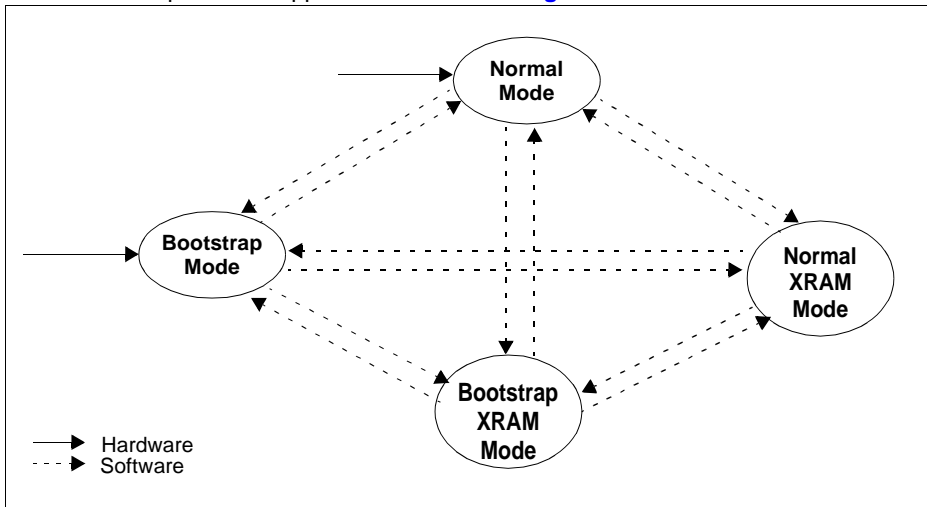 Normal
Mode
Bootstrap
Mode
Normal
XRAM
Mode
Bootstrap
XRAM
Mode
Hardware
Software